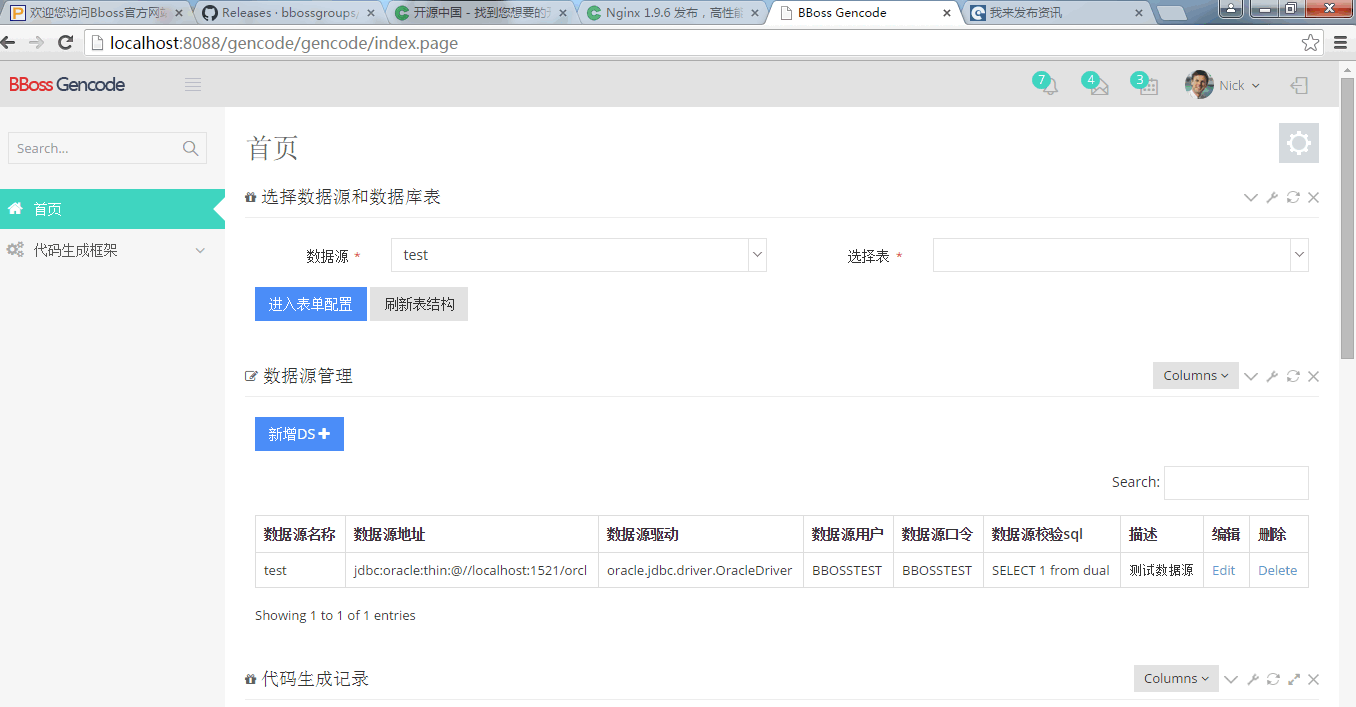 欢迎您访问Bboss官方网站
Releases · bbossgroups
开源中国 - 找到您想要的
Nginx 1.9.6 发布，高性能
BBoss Gencode
我来发布资讯
localhost:8088/gencode/gencode/index.page
BBoss Gencode
7
4
3
Nick
Search...
首页
代码生成框架
首页
选择数据源和数据库表
数据源 * test
选择表 *
进入表单配置 刷新表结构
数据源管理
Columns
新增DS
Search:
数据源名称 数据源地址 数据源驱动 数据源用户 数据源口令 数据源校验sql 描述 编辑 删除
test jdbc:oracle:thin:@//localhost:1521/orcl oracle.jdbc.driver.OracleDriver BBOSSTEST BBOSSTEST SELECT 1 from dual 测试数据源 Edit Delete
Showing 1 to 1 of 1 entries
代码生成记录
Columns